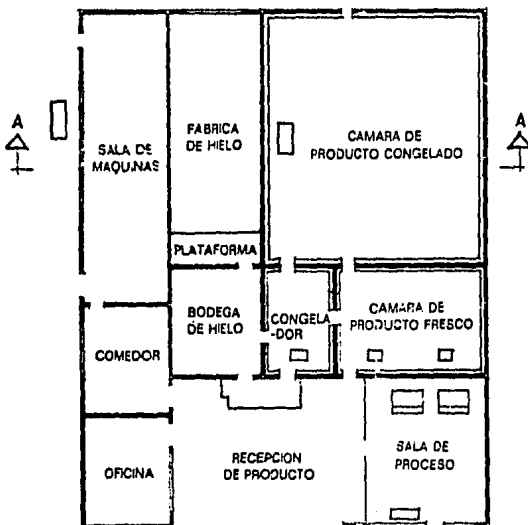 A
A
SALA DE
MAQUINAS
FABRICA
DE HIELO
CAMARA DE
PRODUCTO CONGELADO
PLATAFORMA
BODEGA
DE HIELO
CONGELA
-DOR
CAMARA DE
PRODUCTO FRESCO
COMEDOR
OFICINA
RECEPCION
DE PRODUCTO
SALA DE
PROCESO